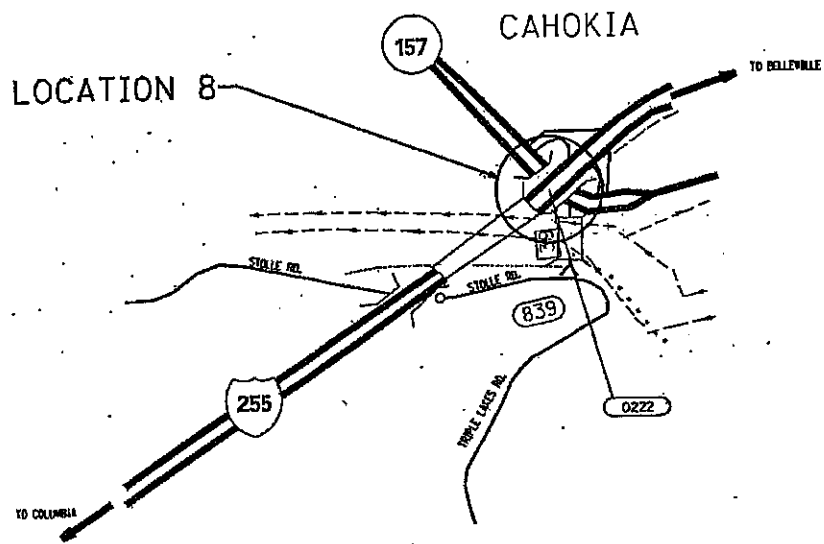 CAHOKIA
157
LOCATION 8
TO BELLEVILLE
STOLLE RD.
STOLLE RD.
839
255
0222
TRIPLE LAKES RD.
TO COLUMBIA